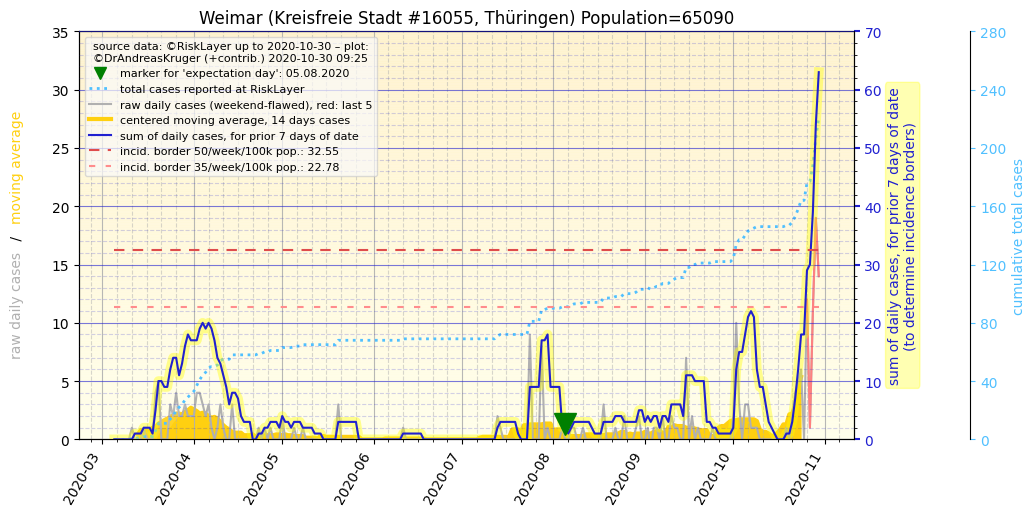 Weimar (Kreisfreie Stadt #16055, Thüringen) Population=65090
source data: ©RiskLayer up to 2020-10-30 – plot:
©DrAndreasKruger (+contrib.) 2020-10-30 09:25
marker for 'expectation day': 05.08.2020
total cases reported at RiskLayer
raw daily cases (weekend-flawed), red: last 5
centered moving average, 14 days cases
sum of daily cases, for prior 7 days of date
incid. border 50/week/100k pop.: 32.55
incid. border 35/week/100k pop.: 22.78
raw daily cases / moving average
35
30
25
20
15
10
5
0
2020-03
2020-04
2020-05
2020-06
2020-07
2020-08
2020-09
2020-10
2020-11
70
60
50
40
30
20
10
0
sum of daily cases, for prior 7 days of date
(to determine incidence borders)
280
240
200
160
120
80
40
0
cumulative total cases